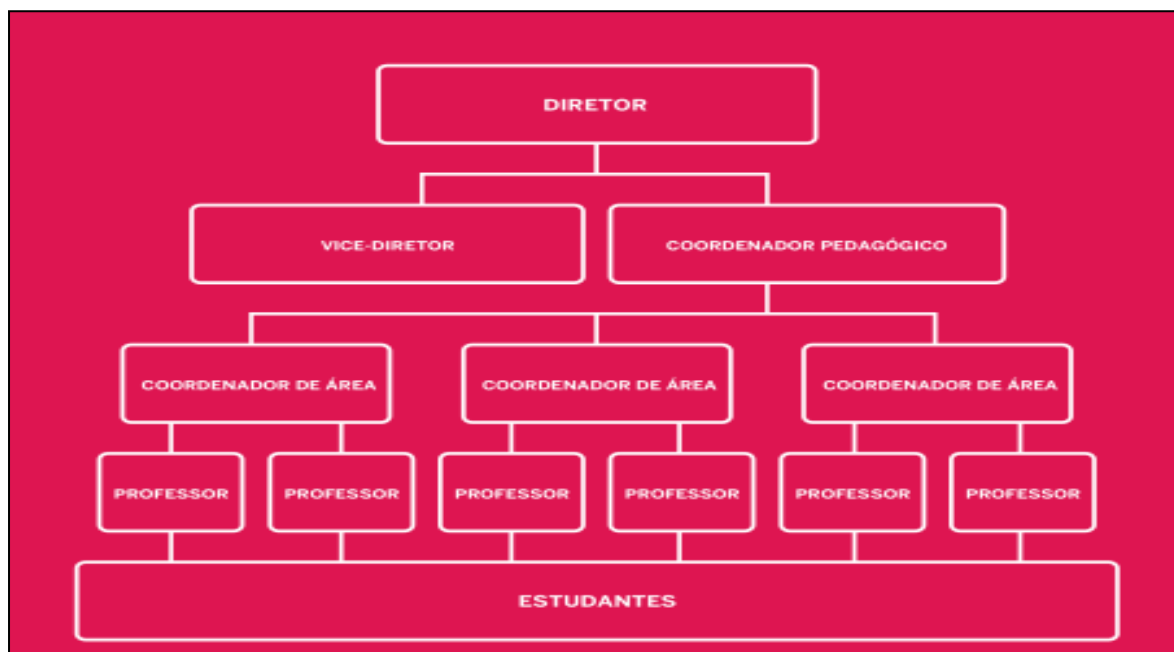 DIRETOR
VICE-DIRETOR
COORDENADOR PEDAGÓGICO
COORDENADOR DE ÁREA
COORDENADOR DE ÁREA
COORDENADOR DE ÁREA
PROFESSOR
PROFESSOR
PROFESSOR
PROFESSOR
PROFESSOR
PROFESSOR
ESTUDANTES